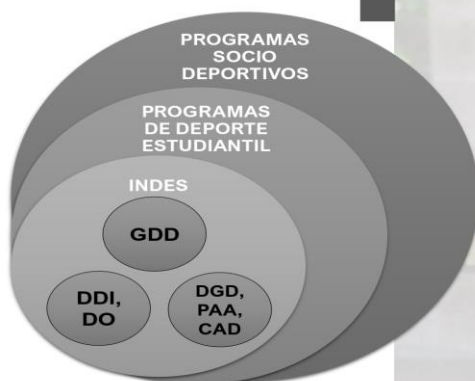 PROGRAMAS
SOCIO
DEPORTIVOS
PROGRAMAS
DE DEPORTE
ESTUDIANTIL
INDES
GDD
DDI,
DO
DGD,
PAA,
CAD